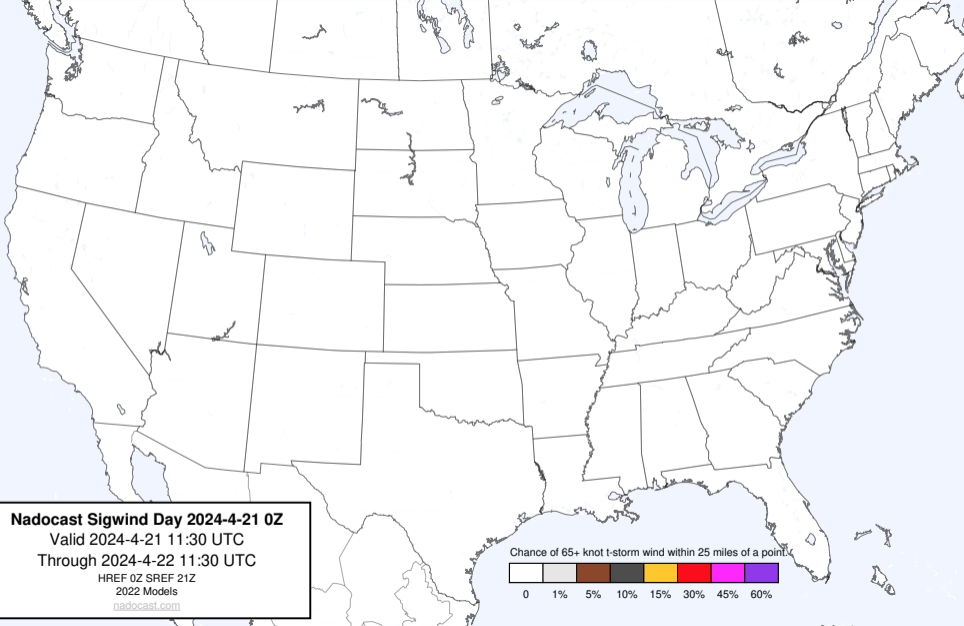 Nadocast Sigwind Day 2024-4-21 0Z
Valid 2024-4-21 11:30 UTC
Through 2024-4-22 11:30 UTC
HREF 0Z SREF 21Z
2022 Models
nadocast.com
Chance of 65+ knot t-storm wind within 25 miles of a point.
0 1% 5% 10% 15% 30% 45% 60%